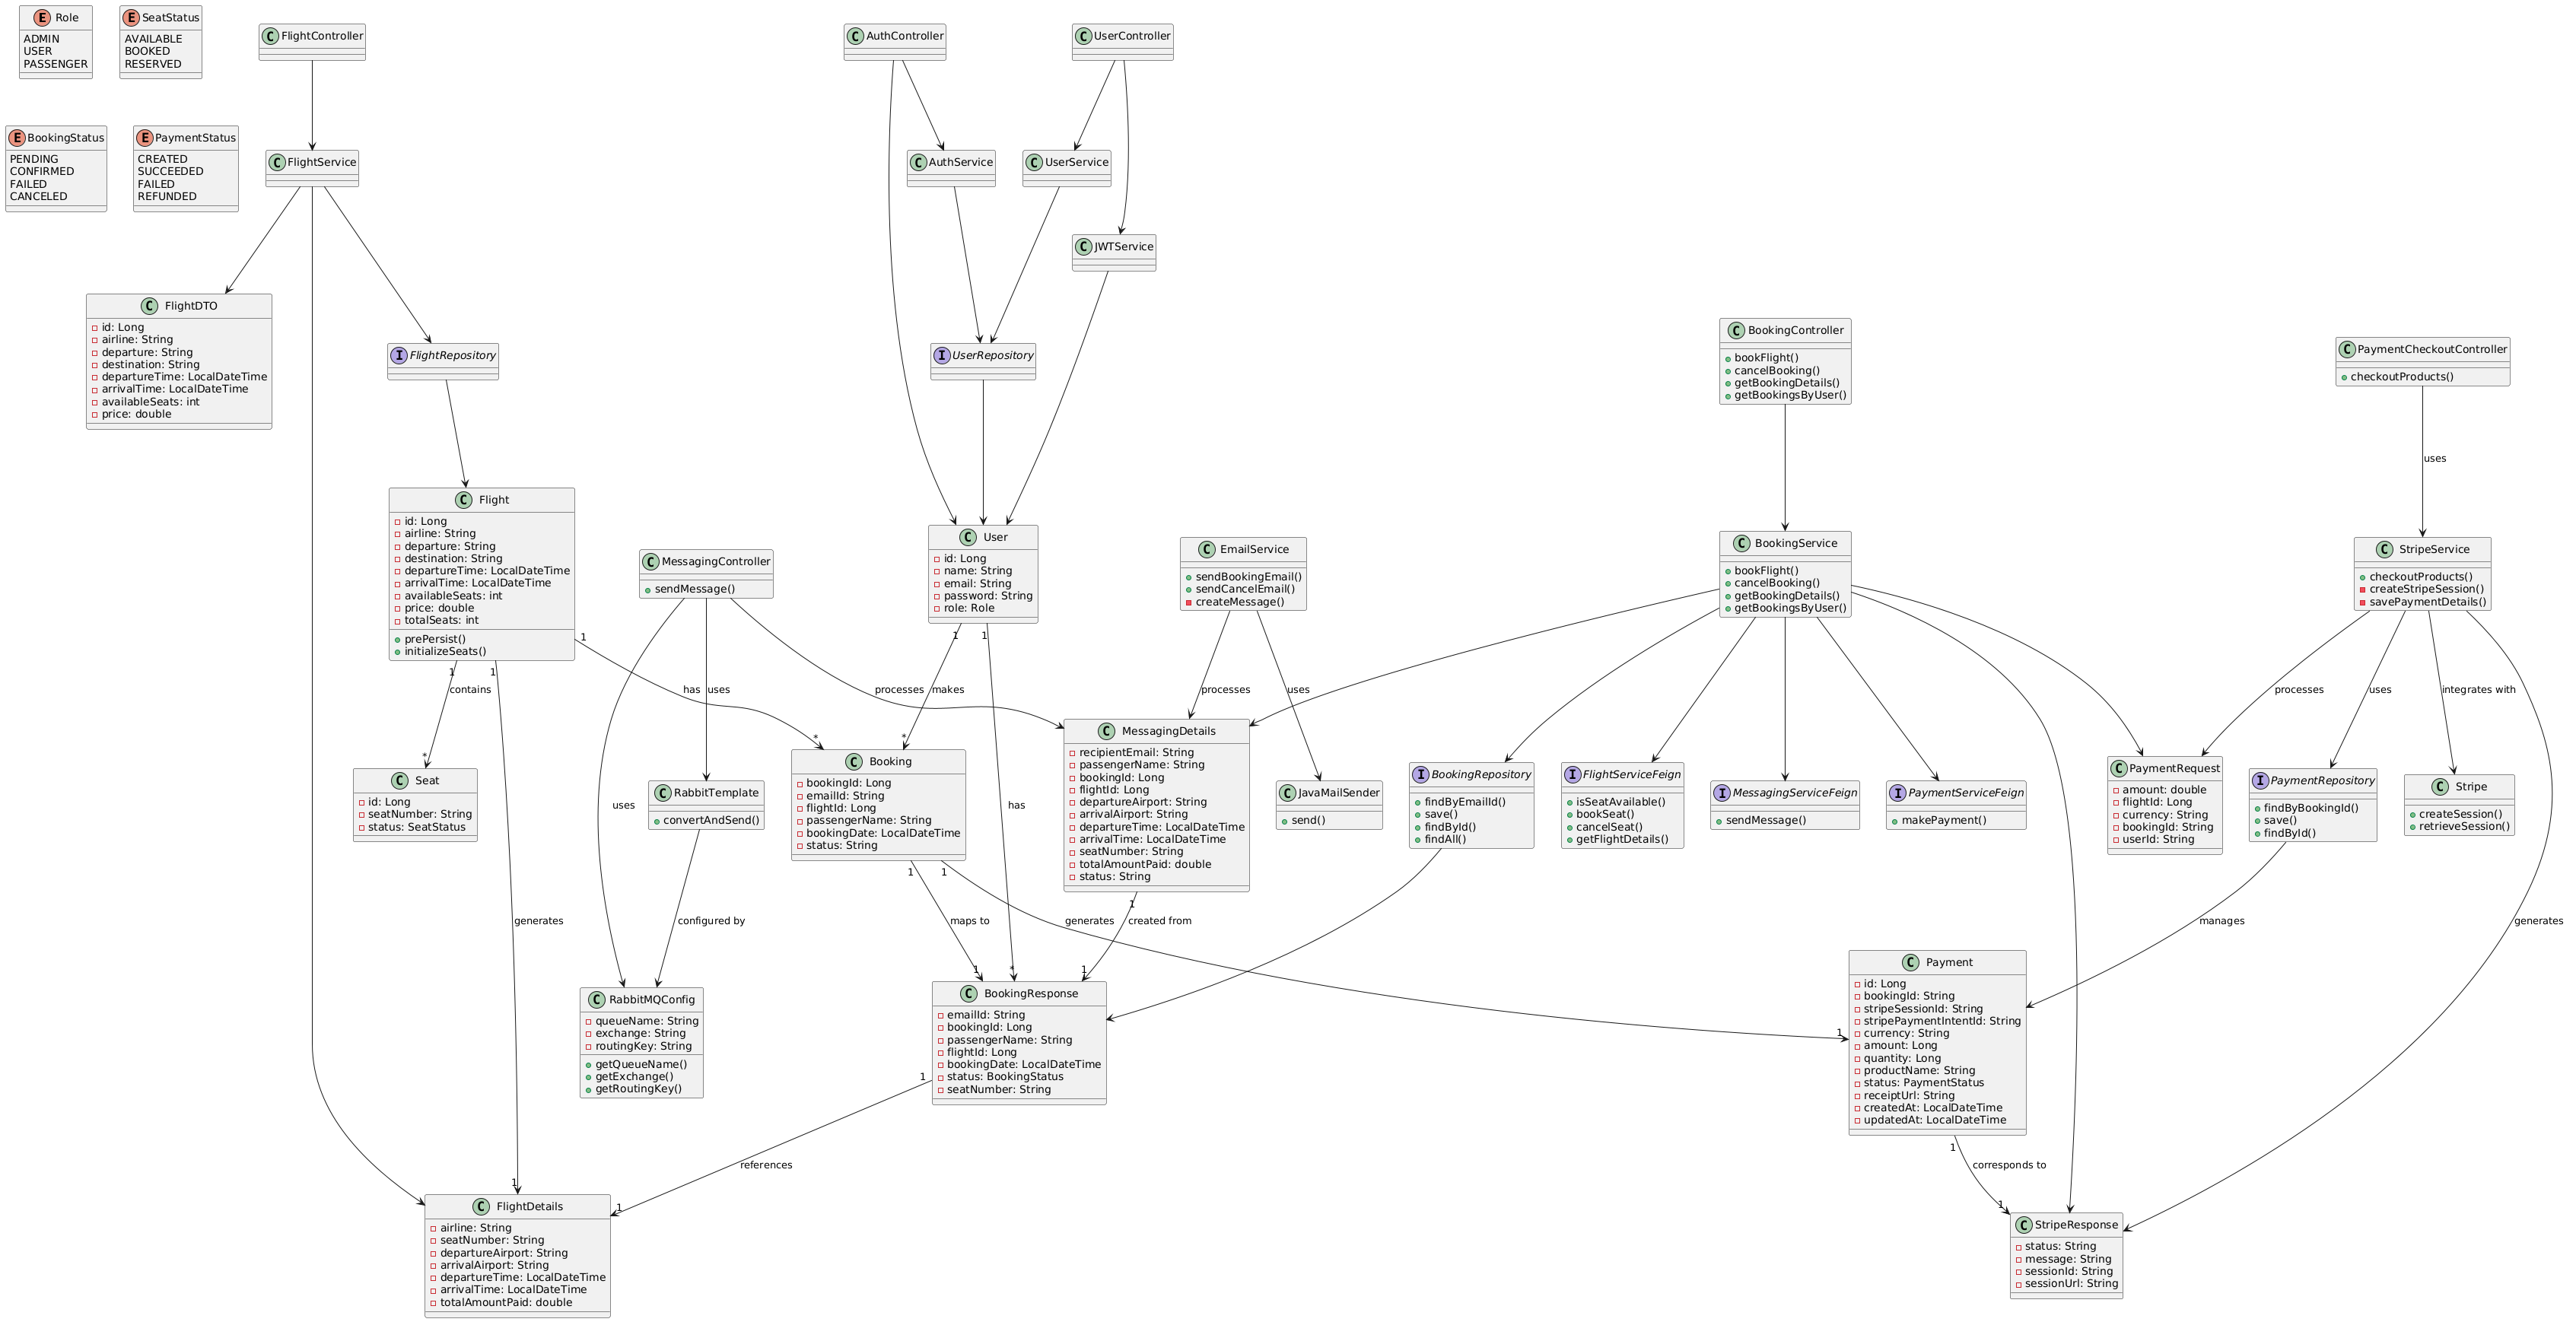 E Role
ADMIN
USER
PASSENGER
E SeatStatus
AVAILABLE
BOOKED
RESERVED
C FlightController
C AuthController
C UserController
E BookingStatus
PENDING
CONFIRMED
FAILED
CANCELED
E PaymentStatus
CREATED
SUCCEEDED
FAILED
REFUNDED
C FlightService
C AuthService
C UserService
C JWTService
C FlightDTO
id: Long
airline: String
departure: String
destination: String
departureTime: LocalDateTime
arrivalTime: LocalDateTime
availableSeats: int
price: double
I FlightRepository
I UserRepository
C BookingController
bookFlight()
cancelBooking()
getBookingDetails()
getBookingsByUser()
C PaymentCheckoutController
checkoutProducts()
uses
C Flight
id: Long
airline: String
departure: String
destination: String
departureTime: LocalDateTime
arrivalTime: LocalDateTime
availableSeats: int
price: double
totalSeats: int
prePersist()
initializeSeats()
C MessagingController
sendMessage()
C User
id: Long
name: String
email: String
password: String
role: Role
C EmailService
sendBookingEmail()
sendCancelEmail()
createMessage()
C BookingService
bookFlight()
cancelBooking()
getBookingDetails()
getBookingsByUser()
C StripeService
checkoutProducts()
createStripeSession()
savePaymentDetails()
1
1
1
1
1
contains
has
uses
processes
makes
processes
uses
processes
uses
integrates with
*
*
*
C Seat
id: Long
seatNumber: String
status: SeatStatus
uses
C RabbitTemplate
convertAndSend()
C Booking
bookingId: Long
emailId: String
flightId: Long
passengerName: String
bookingDate: LocalDateTime
status: String
has
C MessagingDetails
recipientEmail: String
passengerName: String
bookingId: Long
flightId: Long
departureAirport: String
arrivalAirport: String
departureTime: LocalDateTime
arrivalTime: LocalDateTime
seatNumber: String
totalAmountPaid: double
status: String
C JavaMailSender
send()
I BookingRepository
findByEmailId()
save()
findById()
findAll()
I FlightServiceFeign
isSeatAvailable()
bookSeat()
cancelSeat()
getFlightDetails()
I MessagingServiceFeign
sendMessage()
I PaymentServiceFeign
makePayment()
C PaymentRequest
amount: double
flightId: Long
currency: String
bookingId: String
userId: String
I PaymentRepository
findByBookingId()
save()
findById()
C Stripe
createSession()
retrieveSession()
1
1
1
generates
configured by
maps to
generates
created from
manages
generates
1
*
1
1
C RabbitMQConfig
queueName: String
exchange: String
routingKey: String
getQueueName()
getExchange()
getRoutingKey()
C BookingResponse
emailId: String
bookingId: Long
passengerName: String
flightId: Long
bookingDate: LocalDateTime
status: BookingStatus
seatNumber: String
C Payment
id: Long
bookingId: String
stripeSessionId: String
stripePaymentIntentId: String
currency: String
amount: Long
quantity: Long
productName: String
status: PaymentStatus
receiptUrl: String
createdAt: LocalDateTime
updatedAt: LocalDateTime
1
1
references
corresponds to
1
1
1
C FlightDetails
airline: String
seatNumber: String
departureAirport: String
arrivalAirport: String
departureTime: LocalDateTime
arrivalTime: LocalDateTime
totalAmountPaid: double
C StripeResponse
status: String
message: String
sessionId: String
sessionUrl: String